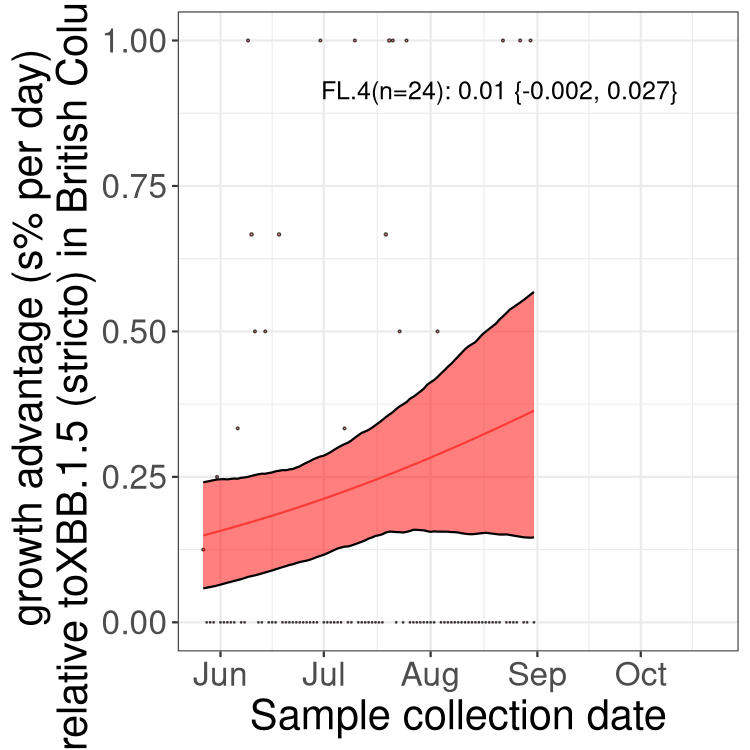 growth advantage (s% per day)
relative toXBB.1.5 (stricto) in British Colu
1.00
0.75
0.50
0.25
0.00
FL.4(n=24): 0.01 {-0.002, 0.027}
Jun Jul Aug Sep Oct
Sample collection date